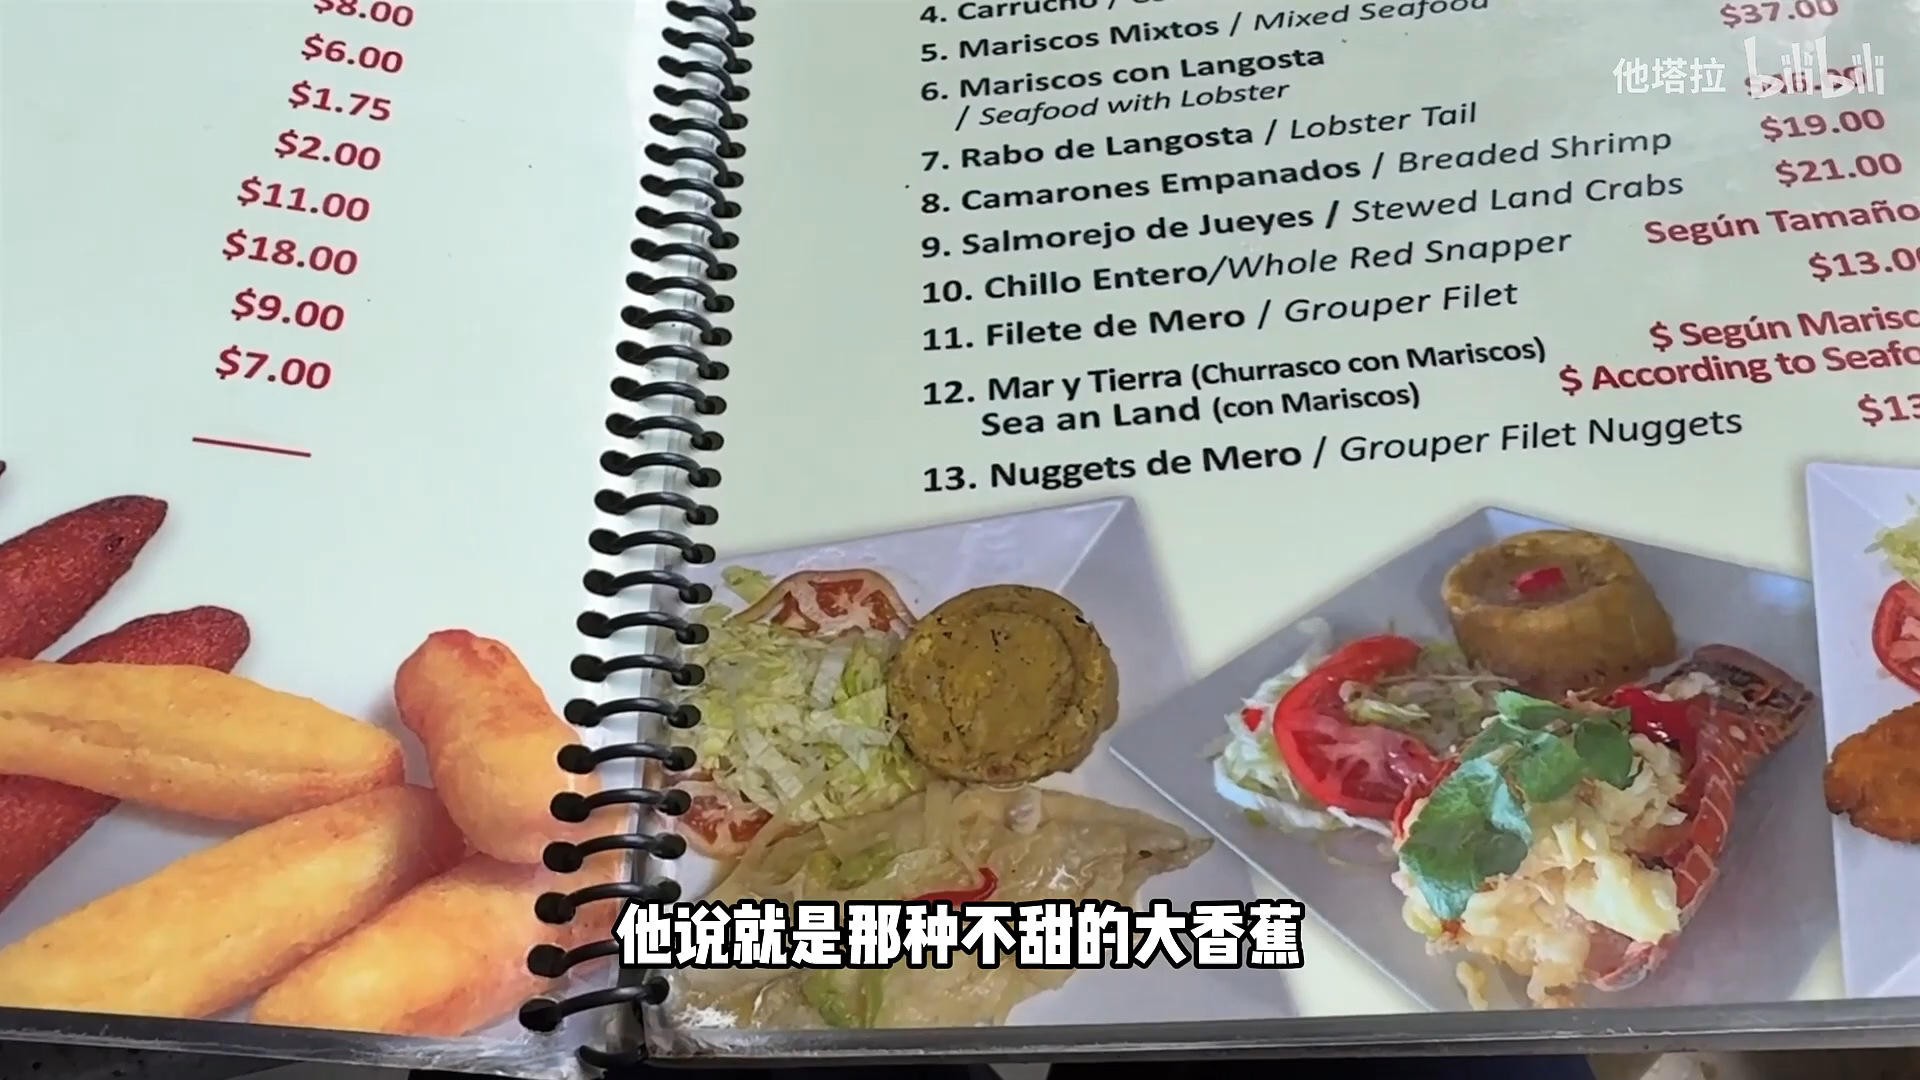 $8.00
$6.00
$1.75
$2.00
$11.00
$18.00
$9.00
$7.00
4. Carrucho /
5. Mariscos Mixtos / Mixed Seafood
6. Mariscos con Langosta
/ Seafood with Lobster
7. Rabo de Langosta / Lobster Tail
8. Camarones Empanados / Breaded Shrimp
9. Salmorejo de Jueyes / Stewed Land Crabs
10. Chillo Entero/Whole Red Snapper
11. Filete de Mero / Grouper Filet
12. Mar y Tierra (Churrasco con Mariscos)
Sea an Land (con Mariscos)
13. Nuggets de Mero / Grouper Filet Nuggets
$37.00
$19.00
$21.00
Según Tamaño
$13.0
$ Según Marisc
$ According to Seafo
$13
他塔拉 bilibili
他说就是那种不甜的大香蕉